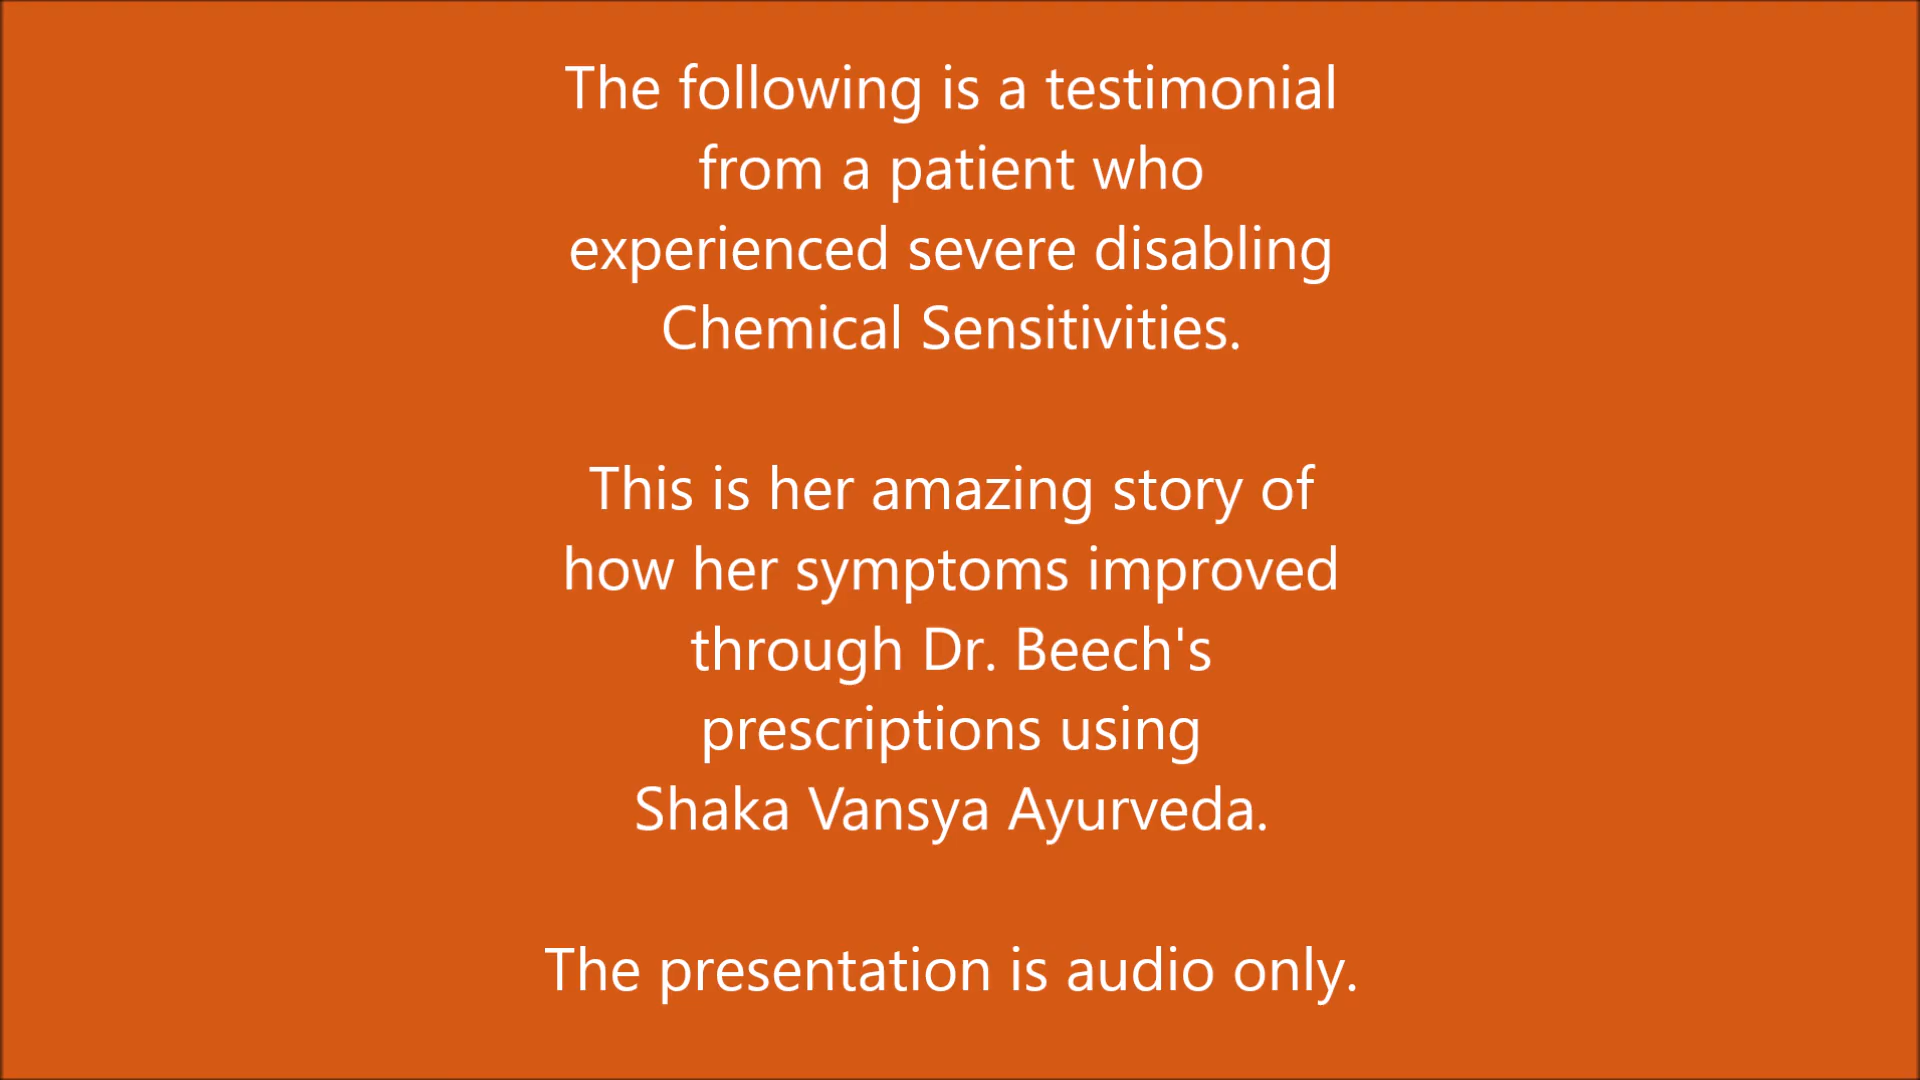 The following is a testimonial
from a patient who
experienced severe disabling
Chemical Sensitivities.
This is her amazing story of
how her symptoms improved
through Dr. Beech's
prescriptions using
Shaka Vansya Ayurveda.
The presentation is audio only.